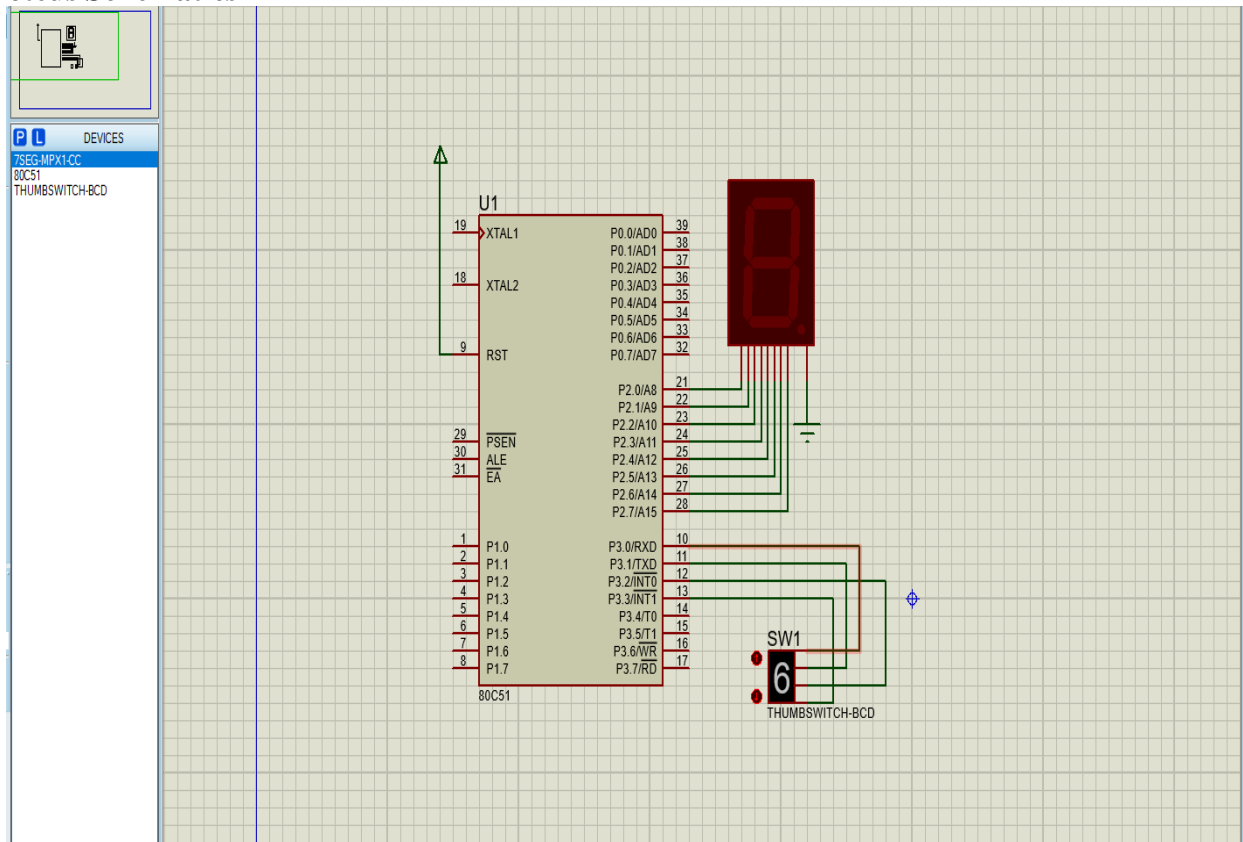 P L DEVICES
7SEG-MPX1-CC
80C51
THUMBSWITCH-BCD
U1
19 XTAL1
18 XTAL2
9 RST
29 PSEN
30 ALE
31 EA
1 P1.0
2 P1.1
3 P1.2
4 P1.3
5 P1.4
6 P1.5
7 P1.6
8 P1.7
P0.0/AD0 39
P0.1/AD1 38
P0.2/AD2 37
P0.3/AD3 36
P0.4/AD4 35
P0.5/AD5 34
P0.6/AD6 33
P0.7/AD7 32
P2.0/A8 21
P2.1/A9 22
P2.2/A10 23
P2.3/A11 24
P2.4/A12 25
P2.5/A13 26
P2.6/A14 27
P2.7/A15 28
P3.0/RXD 10
P3.1/TXD 11
P3.2/INT0 12
P3.3/INT1 13
P3.4/T0 14
P3.5/T1 15
P3.6/WR 16
P3.7/RD 17
80C51
SW1
6
THUMBSWITCH-BCD